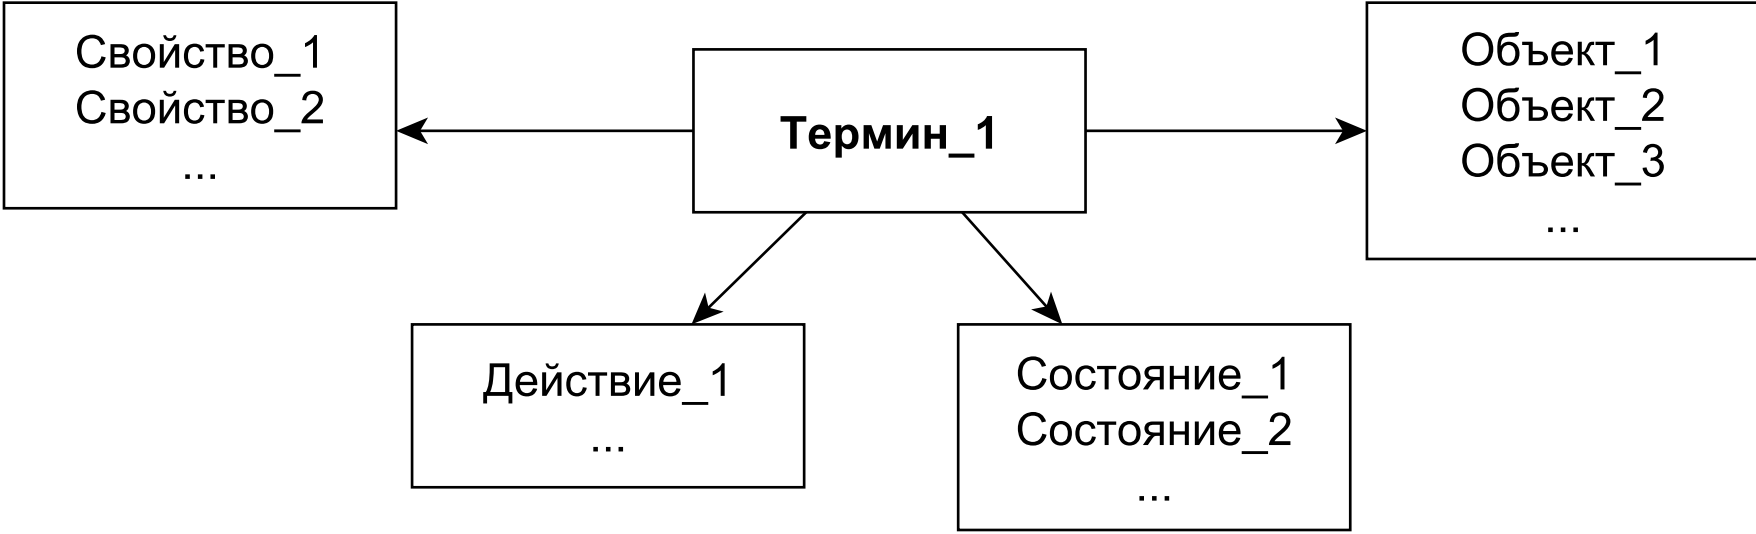 Свойство_1
Свойство_2
...
Термин_1
Объект_1
Объект_2
Объект_3
...
Действие_1
...
Состояние_1
Состояние_2
...